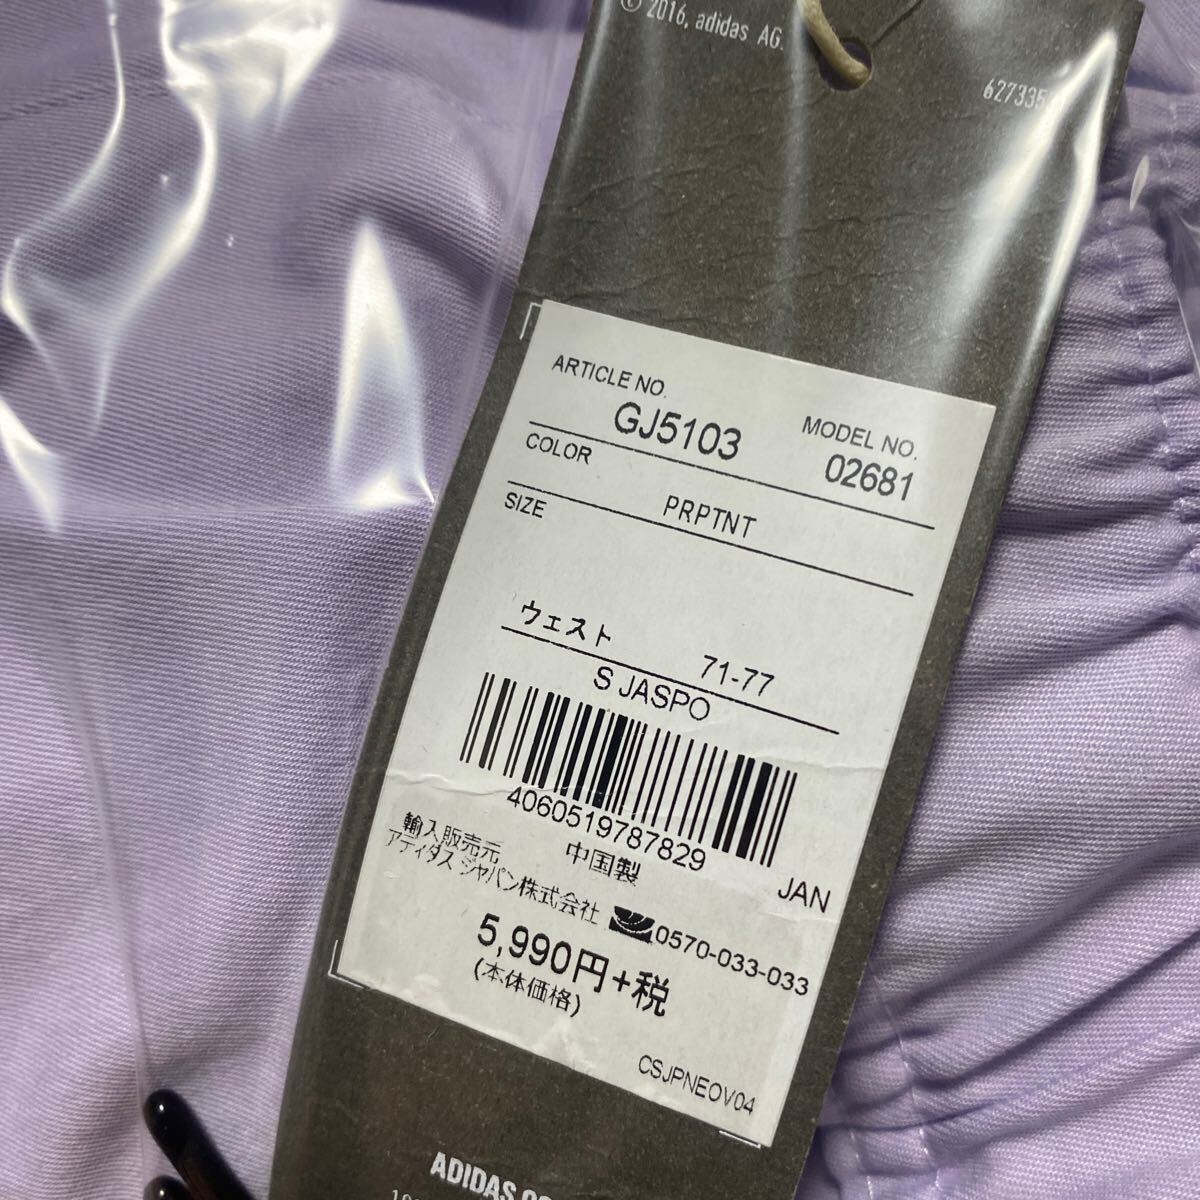 © 2016, adidas AG.
ARTICLE NO.
GJ5103
MODEL NO.
02681
COLOR
PRPTNT
SIZE
ウェスト
71-77
S JASPO
4060519787829
JAN
輸入販売元
中国製
アディダス ジャパン株式会社
0570-033-033
5,990円+税
(本体価格)
CSJPNEOV04